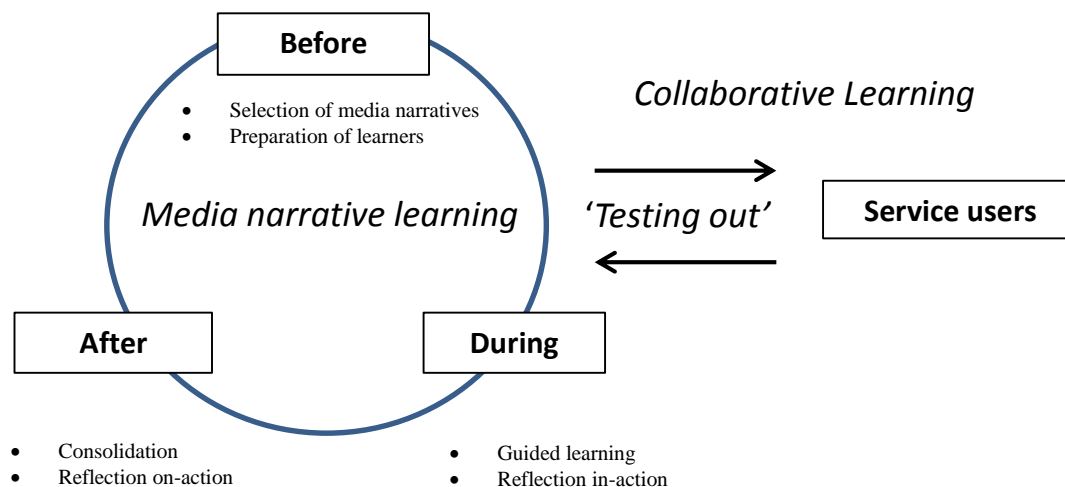 Before
• Selection of media narratives
• Preparation of learners
Collaborative Learning
Media narrative learning
‘Testing out’
Service users
After
During
• Consolidation
• Reflection on-action
• Guided learning
• Reflection in-action